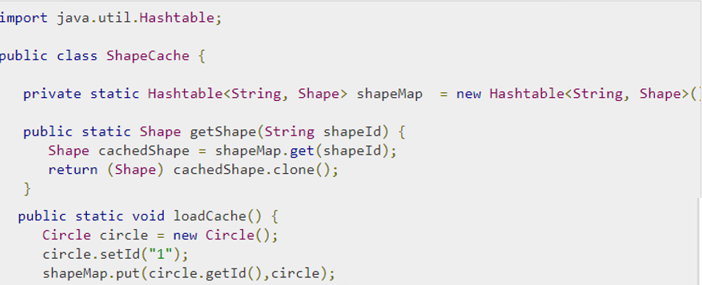 import java.util.Hashtable;
public class ShapeCache {
private static Hashtable<String, Shape> shapeMap  = new Hashtable<String, Shape>()
public static Shape getShape(String shapeId) {
Shape cachedShape = shapeMap.get(shapeId);
return (Shape) cachedShape.clone();
}
public static void loadCache() {
Circle circle = new Circle();
circle.setId("1");
shapeMap.put(circle.getId(),circle);